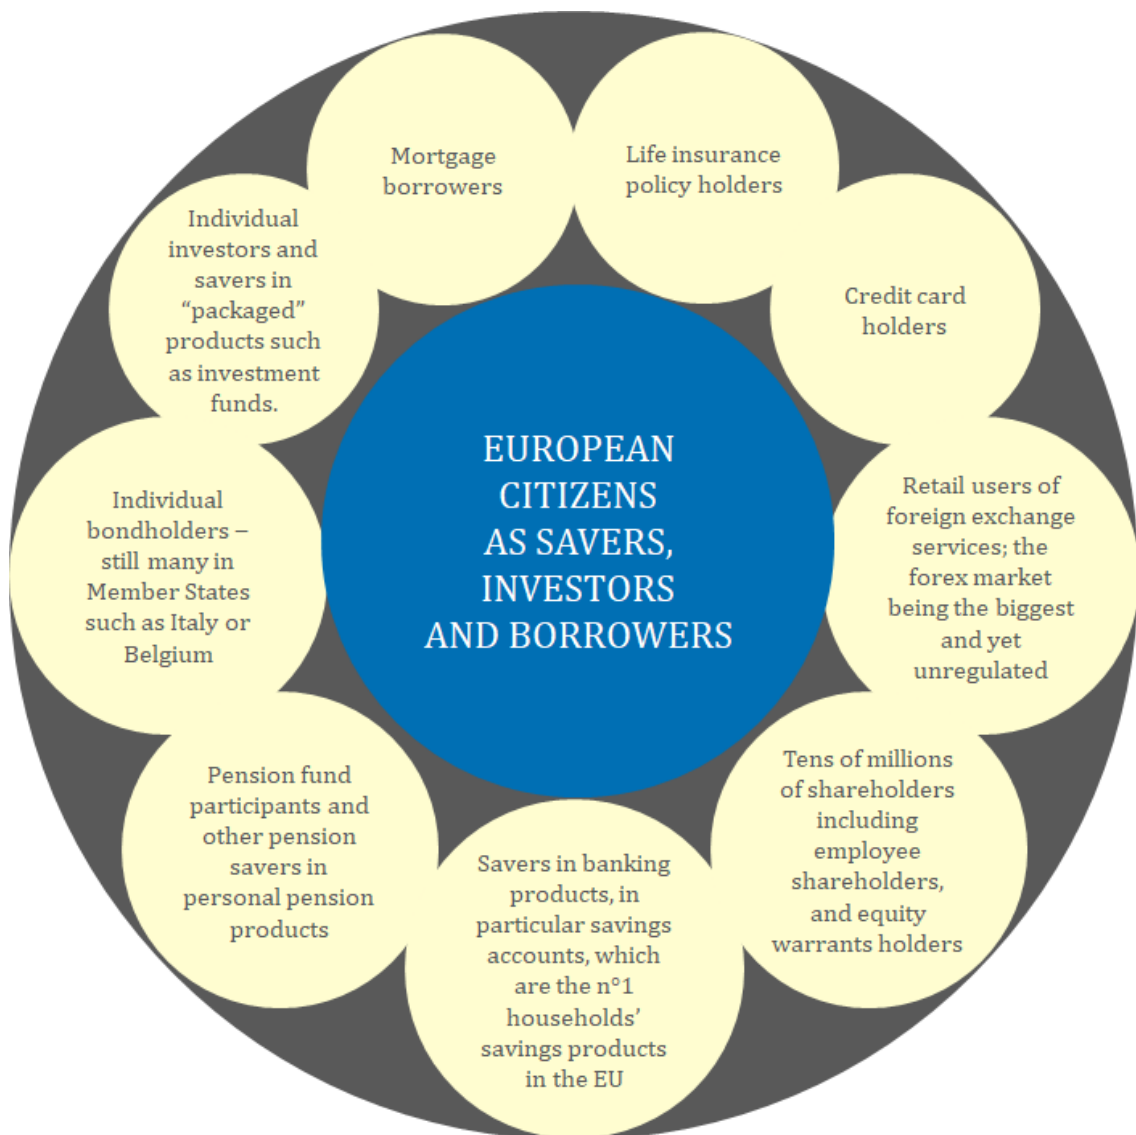 Mortgage
borrowers
Life insurance
policy holders
Credit card
holders
Retail users of
foreign exchange
services; the
forex market
being the biggest
and yet
unregulated
Tens of millions
of shareholders
including
employee
shareholders,
and equity
warrants holders
Savers in banking
products, in
particular savings
accounts, which
are the n°1
households’
savings products
in the EU
Pension fund
participants and
other pension
savers in
personal pension
products
Individual
bondholders –
still many in
Member States
such as Italy or
Belgium
Individual
investors and
savers in
“packaged”
products such
as investment
funds.
EUROPEAN
CITIZENS
AS SAVERS,
INVESTORS
AND BORROWERS